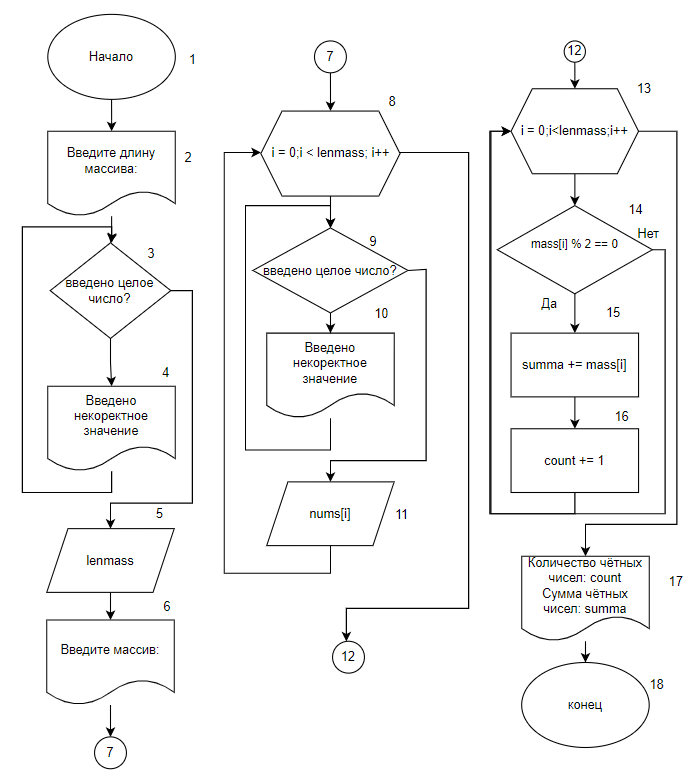 Начало
1
Введите длину
массива:
2
3
введено целое
число?
4
Введено
некоректное
значение
5
lenmass
6
Введите массив:
7
7
8
i = 0;i < lenmass; i++
9
введено целое число?
10
Введено
некоректное
значение
nums[i]
11
12
12
13
i = 0;i<lenmass;i++
14
mass[i] % 2 == 0
Нет
Да
15
summa += mass[i]
16
count += 1
Количество чётных
чисел: count
Сумма чётных
чисел: summa
17
18
конец